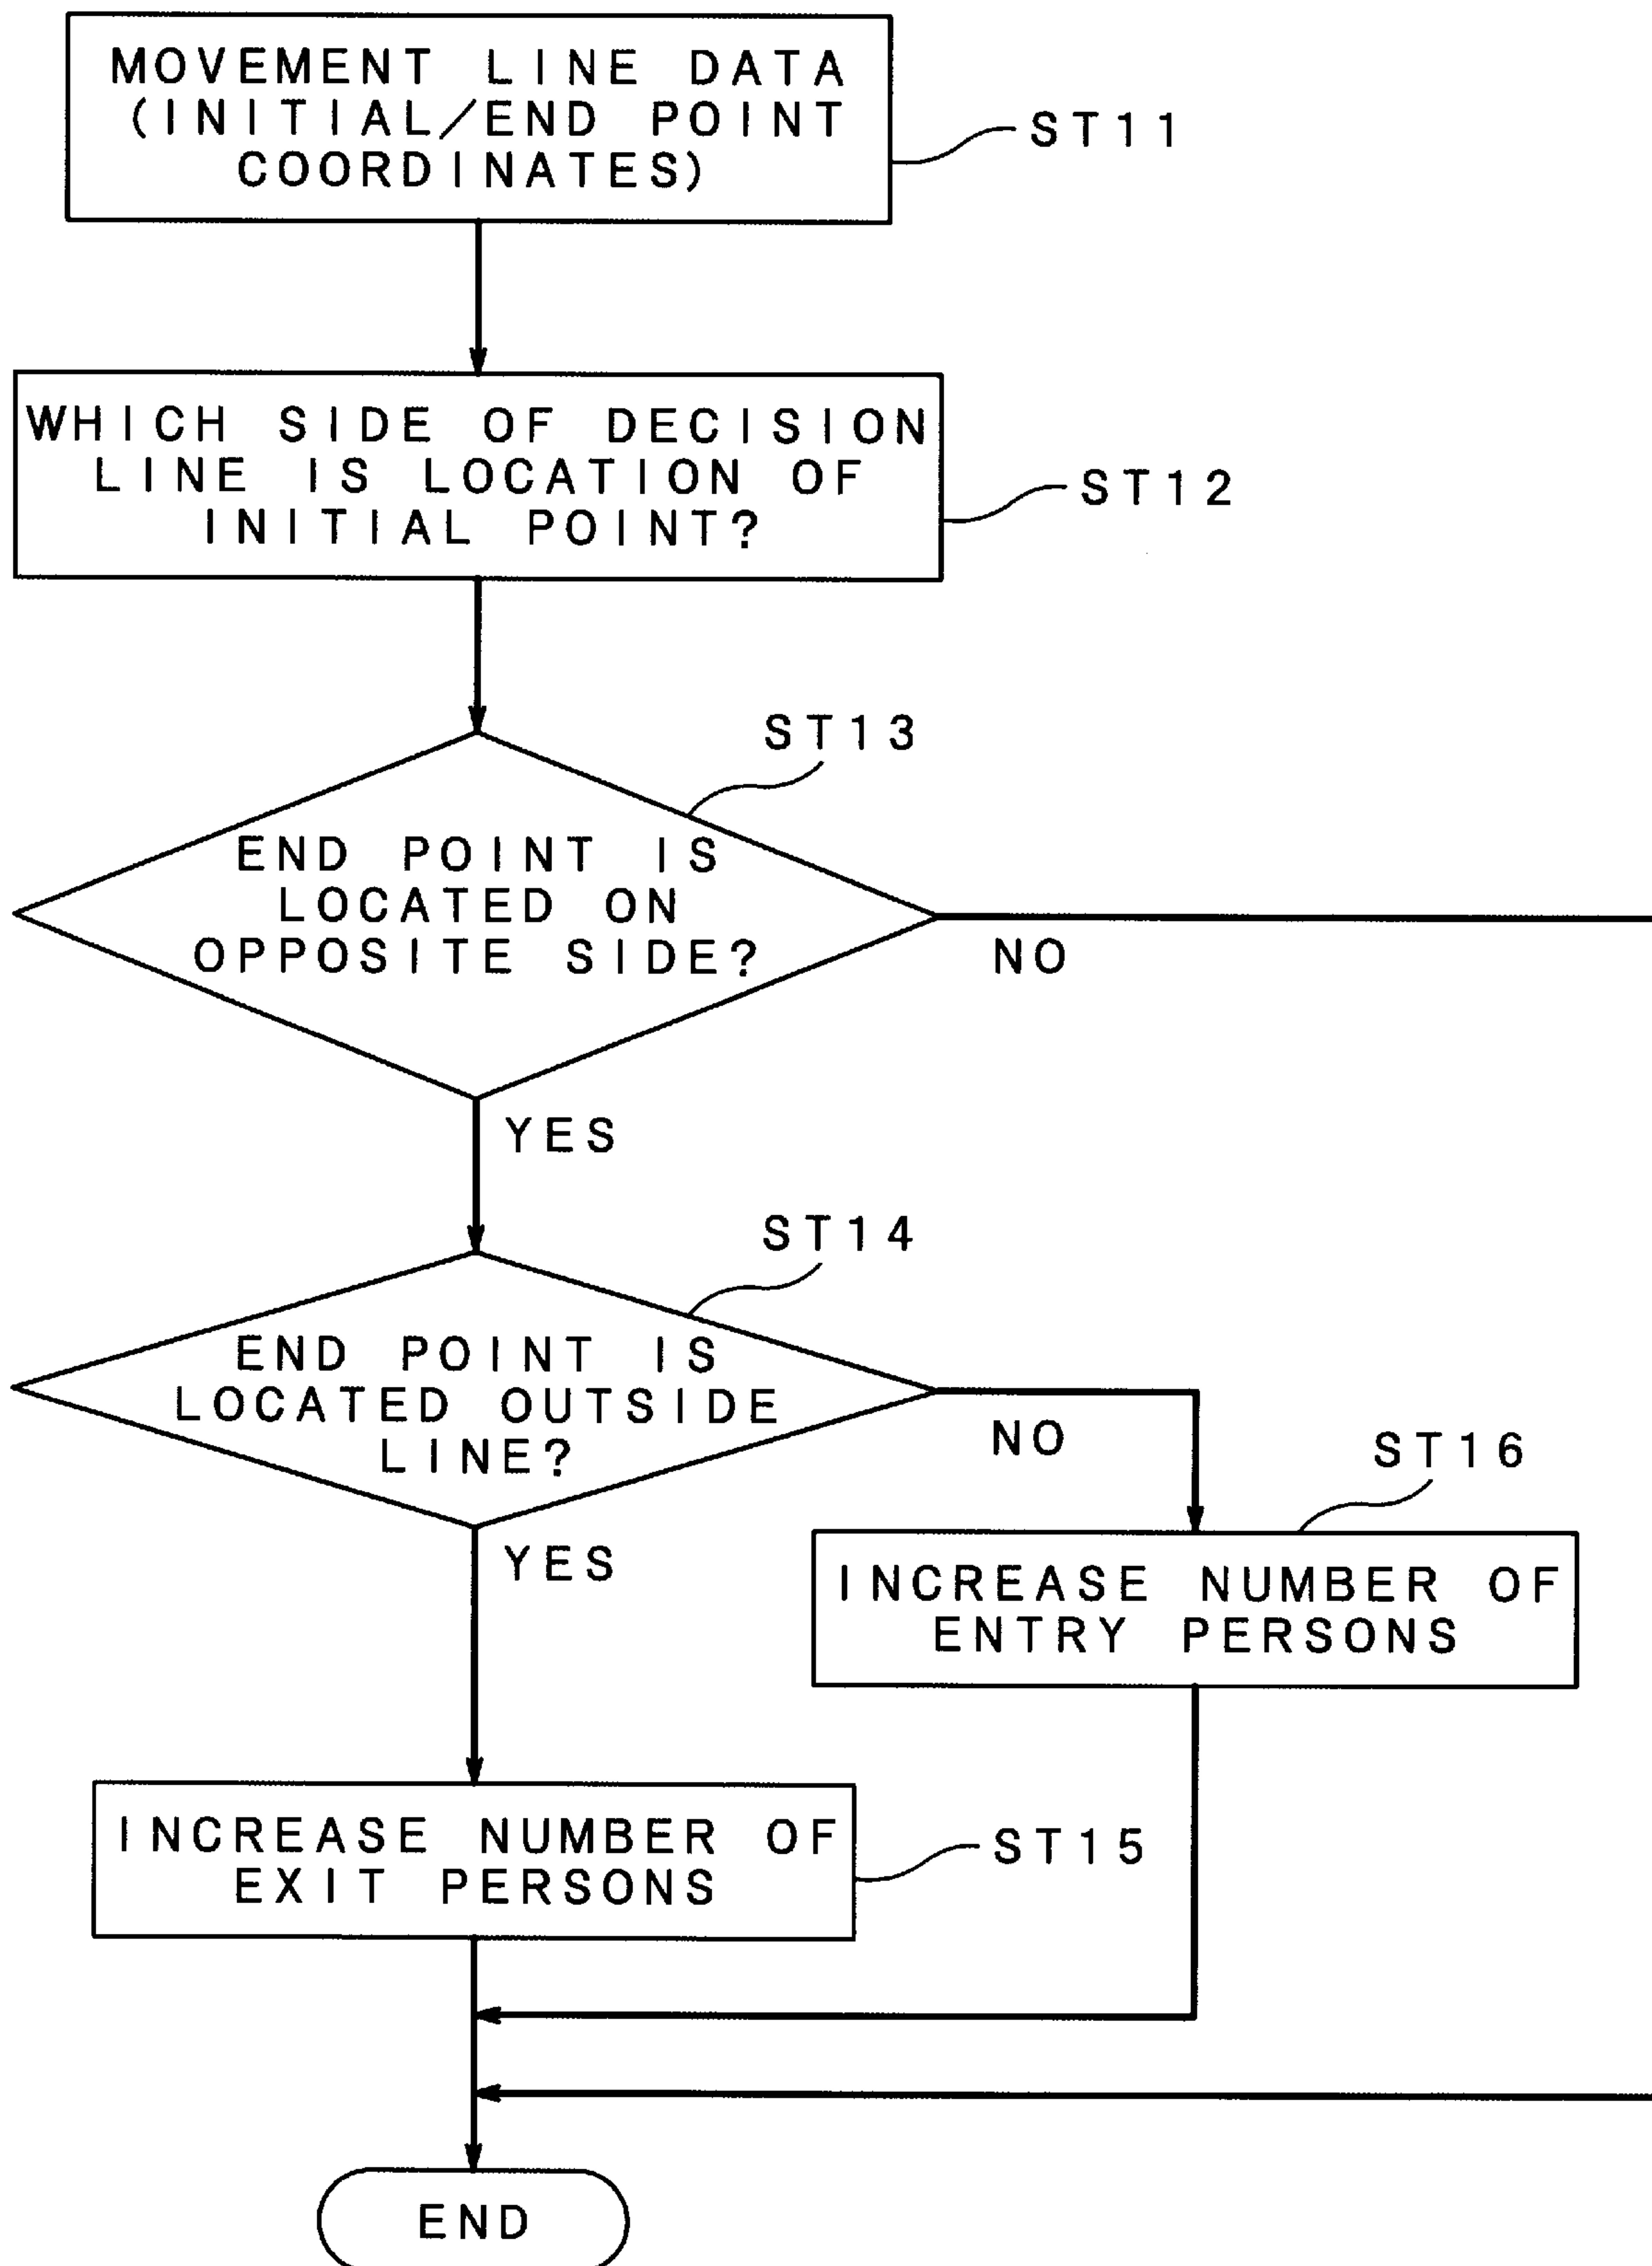 MOVEMENT LINE DATA
(INITIAL/END POINT
COORDINATES)
ST11
WHICH SIDE OF DECISION
LINE IS LOCATION OF
INITIAL POINT?
ST12
ST13
END POINT IS
LOCATED ON
OPPOSITE SIDE?
NO
YES
ST14
END POINT IS
LOCATED OUTSIDE
LINE?
NO
YES
ST16
INCREASE NUMBER OF
ENTRY PERSONS
INCREASE NUMBER OF
EXIT PERSONS
ST15
END